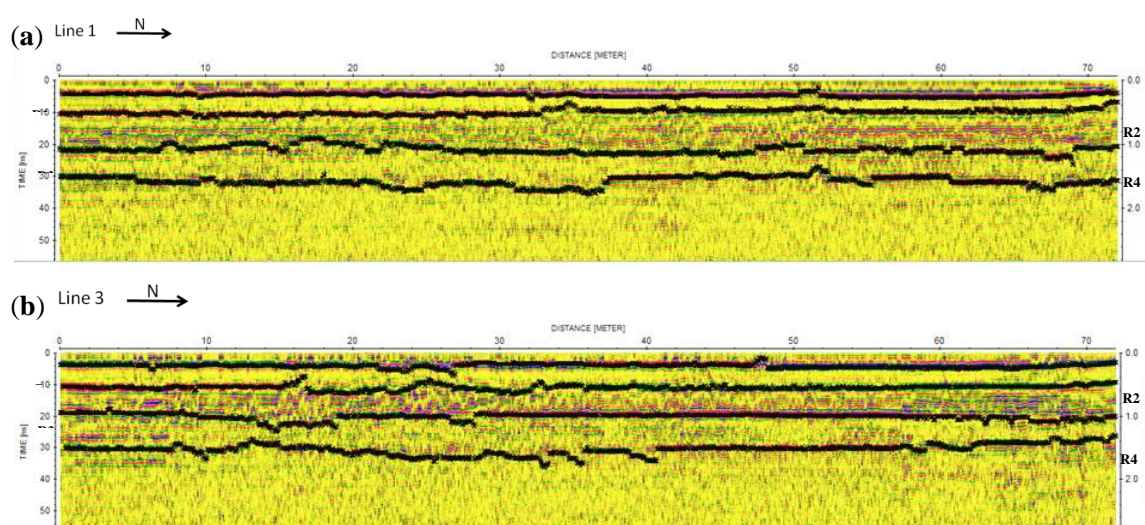 (a) Line 1 N
DISTANCE [METER]
0 10 20 30 40 50 60 70
0 0.0
10
R2
20 1.0
TIME [ns]
30 R4
40 2.0
50
(b) Line 3 N
DISTANCE [METER]
0 10 20 30 40 50 60 70
0 0.0
10
R2
20 1.0
TIME [ns]
30
R4
40 2.0
50